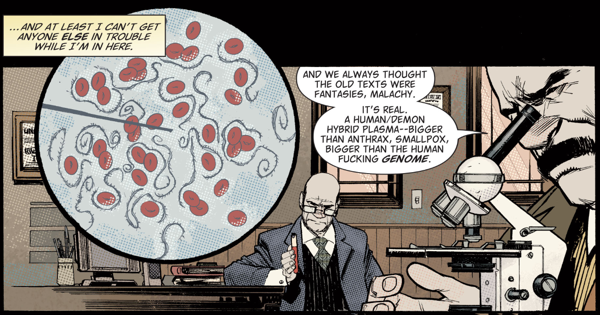 ...AND AT LEAST I CAN'T GET
ANYONE ELSE IN TROUBLE
WHILE I'M IN HERE.
AND WE ALWAYS THOUGHT
THE OLD TEXTS WERE
FANTASIES, MALACHY.
IT'S REAL.
A HUMAN/DEMON
HYBRID PLASMA--BIGGER
THAN ANTHRAX, SMALLPOX,
BIGGER THAN THE HUMAN
FUCKING GENOME.